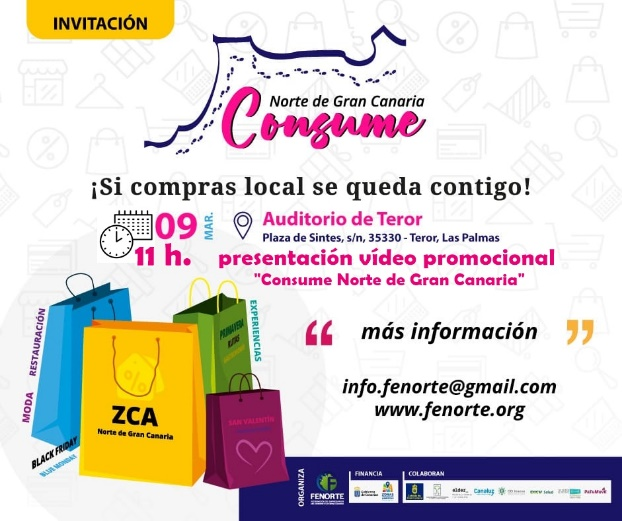 INVITACIÓN
Norte de Gran Canaria
Consume
¡Si compras local se queda contigo!
09
MAR.
11 h.
Auditorio de Teror
Plaza de Sintes, s/n, 35330 - Teror, Las Palmas
presentación vídeo promocional
"Consume Norte de Gran Canaria"
MODA
RESTAURACIÓN
PRIMAVERA
EXPERIENCIAS
ZCA
Norte de Gran Canaria
SAN VALENTÍN
BLACK FRIDAY
BLUE MONDAY
“ más información ”
info.fenorte@gmail.com
www.fenorte.org
ORGANIZA
FENORTE
FINANCIA
COLABORAN